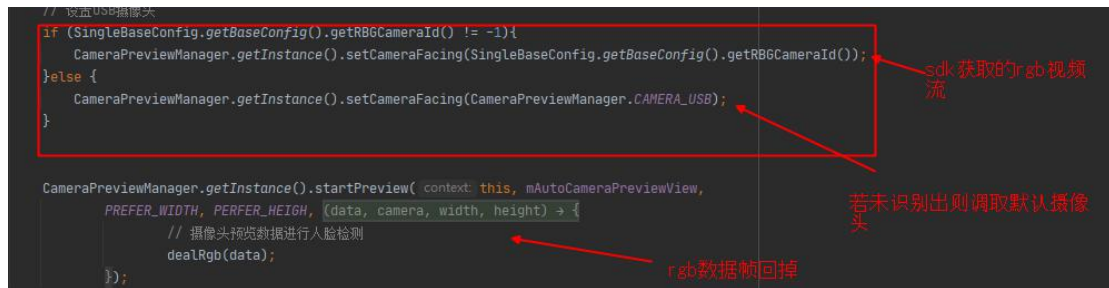 // 设置USB摄像头
if (SingleBaseConfig.getBaseConfig().getRBGCameraId() != -1){
CameraPreviewManager.getInstance().setCameraFacing(SingleBaseConfig.getBaseConfig().getRBGCameraId());
}else {
CameraPreviewManager.getInstance().setCameraFacing(CameraPreviewManager.CAMERA_USB);
}
sdk获取的rgb视频
流
CameraPreviewManager.getInstance().startPreview( context: this, mAutoCameraPreviewView,
PREFER_WIDTH, PERFER_HEIGH, (data, camera, width, height) → {
// 摄像头预览数据进行人脸检测
dealRgb(data);
});
若未识别出则调取默认摄像
头
rgb数据帧回掉